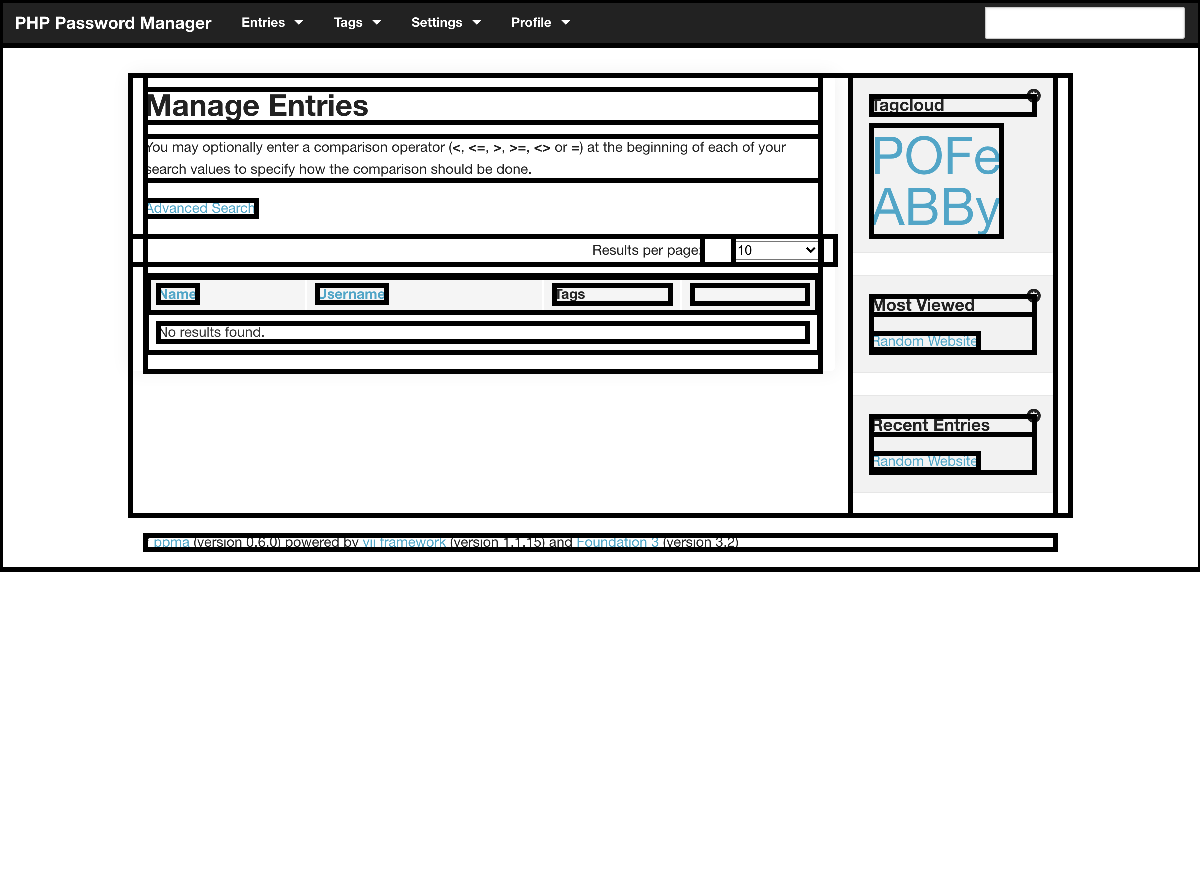 PHP Password Manager Entries Tags Settings Profile
Manage Entries
You may optionally enter a comparison operator (<, <=, >, >=, <> or =) at the beginning of each of your
search values to specify how the comparison should be done.
Advanced Search
Results per page: 10
Name Username Tags
No results found.
Tagcloud
POFe
ABBy
Most Viewed
Random Website
Recent Entries
Random Website
ppma (version 0.6.0) powered by yii framework (version 1.1.15) and Foundation 3 (version 3.2)